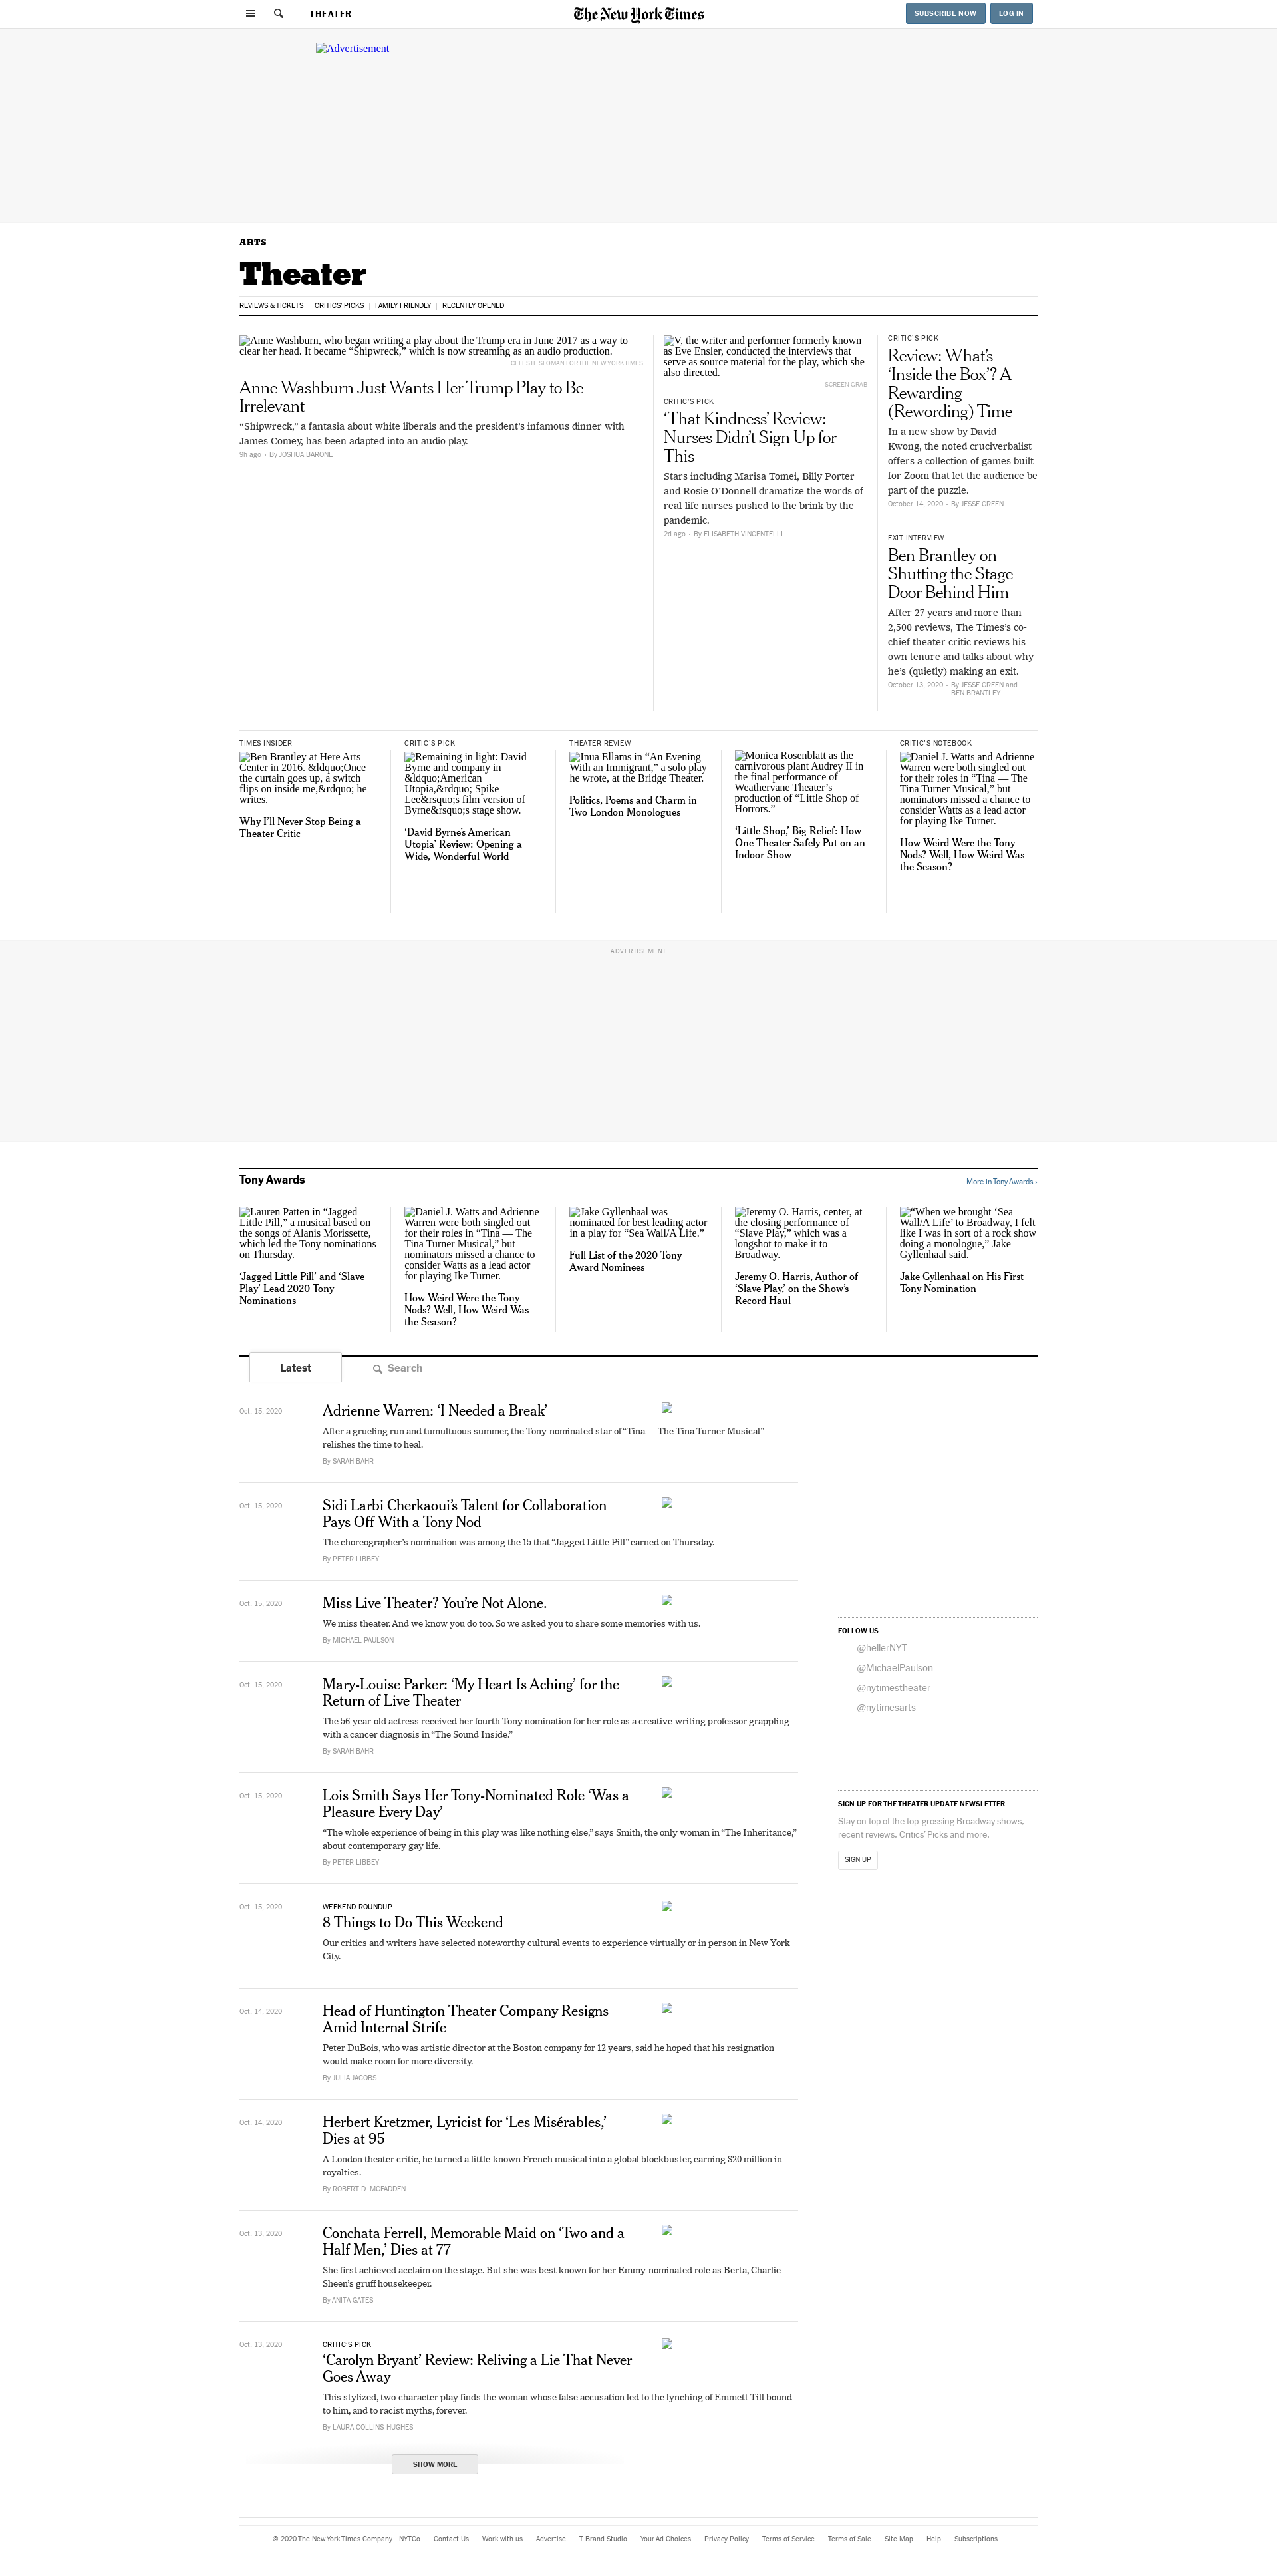 THEATER
The New York Times
SUBSCRIBE NOW
LOG IN
Advertisement
ARTS
Theater
REVIEWS & TICKETS
CRITICS' PICKS
FAMILY FRIENDLY
RECENTLY OPENED
Anne Washburn, who began writing a play about the Trump era in June 2017 as a way to
clear her head. It became “Shipwreck,” which is now streaming as an audio production.
CELESTE SLOMAN FOR THE NEW YORK TIMES
Anne Washburn Just Wants Her Trump Play to Be
Irrelevant
“Shipwreck,” a fantasia about white liberals and the president’s infamous dinner with
James Comey, has been adapted into an audio play.
9h ago · By JOSHUA BARONE
V, the writer and performer formerly known
as Eve Ensler, conducted the interviews that
serve as source material for the play, which she
also directed.
SCREEN GRAB
CRITIC’S PICK
‘That Kindness’ Review:
Nurses Didn’t Sign Up for
This
Stars including Marisa Tomei, Billy Porter
and Rosie O’Donnell dramatize the words of
real-life nurses pushed to the brink by the
pandemic.
2d ago · By ELISABETH VINCENTELLI
CRITIC’S PICK
Review: What’s
‘Inside the Box’? A
Rewarding
(Rewording) Time
In a new show by David
Kwong, the noted cruciverbalist
offers a collection of games built
for Zoom that let the audience be
part of the puzzle.
October 14, 2020 · By JESSE GREEN
EXIT INTERVIEW
Ben Brantley on
Shutting the Stage
Door Behind Him
After 27 years and more than
2,500 reviews, The Times’s co-
chief theater critic reviews his
own tenure and talks about why
he’s (quietly) making an exit.
October 13, 2020 · By JESSE GREEN and
BEN BRANTLEY
TIMES INSIDER
Ben Brantley at Here Arts
Center in 2016. &ldquo;Once
the curtain goes up, a switch
flips on inside me,&rdquo; he
writes.
Why I’ll Never Stop Being a
Theater Critic
CRITIC’S PICK
Remaining in light: David
Byrne and company in
&ldquo;American
Utopia,&rdquo; Spike
Lee&rsquo;s film version of
Byrne&rsquo;s stage show.
‘David Byrne’s American
Utopia’ Review: Opening a
Wide, Wonderful World
THEATER REVIEW
Inua Ellams in “An Evening
With an Immigrant,” a solo play
he wrote, at the Bridge Theater.
Politics, Poems and Charm in
Two London Monologues
Monica Rosenblatt as the
carnivorous plant Audrey II in
the final performance of
Weathervane Theater’s
production of “Little Shop of
Horrors.”
‘Little Shop,’ Big Relief: How
One Theater Safely Put on an
Indoor Show
CRITIC’S NOTEBOOK
Daniel J. Watts and Adrienne
Warren were both singled out
for their roles in “Tina — The
Tina Turner Musical,” but
nominators missed a chance to
consider Watts as a lead actor
for playing Ike Turner.
How Weird Were the Tony
Nods? Well, How Weird Was
the Season?
ADVERTISEMENT
Tony Awards
More in Tony Awards ›
Lauren Patten in “Jagged
Little Pill,” a musical based on
the songs of Alanis Morissette,
which led the Tony nominations
on Thursday.
‘Jagged Little Pill’ and ‘Slave
Play’ Lead 2020 Tony
Nominations
Daniel J. Watts and Adrienne
Warren were both singled out
for their roles in “Tina — The
Tina Turner Musical,” but
nominators missed a chance to
consider Watts as a lead actor
for playing Ike Turner.
How Weird Were the Tony
Nods? Well, How Weird Was
the Season?
Jake Gyllenhaal was
nominated for best leading actor
in a play for “Sea Wall/A Life.”
Full List of the 2020 Tony
Award Nominees
Jeremy O. Harris, center, at
the closing performance of
“Slave Play,” which was a
longshot to make it to
Broadway.
Jeremy O. Harris, Author of
‘Slave Play,’ on the Show’s
Record Haul
“When we brought ‘Sea
Wall/A Life’ to Broadway, I felt
like I was in sort of a rock show
doing a monologue,” Jake
Gyllenhaal said.
Jake Gyllenhaal on His First
Tony Nomination
Latest
Search
Oct. 15, 2020
Adrienne Warren: ‘I Needed a Break’
After a grueling run and tumultuous summer, the Tony-nominated star of “Tina — The Tina Turner Musical”
relishes the time to heal.
By SARAH BAHR
Oct. 15, 2020
Sidi Larbi Cherkaoui’s Talent for Collaboration
Pays Off With a Tony Nod
The choreographer’s nomination was among the 15 that “Jagged Little Pill” earned on Thursday.
By PETER LIBBEY
Oct. 15, 2020
Miss Live Theater? You’re Not Alone.
We miss theater. And we know you do too. So we asked you to share some memories with us.
By MICHAEL PAULSON
Oct. 15, 2020
Mary-Louise Parker: ‘My Heart Is Aching’ for the
Return of Live Theater
The 56-year-old actress received her fourth Tony nomination for her role as a creative-writing professor grappling
with a cancer diagnosis in “The Sound Inside.”
By SARAH BAHR
Oct. 15, 2020
Lois Smith Says Her Tony-Nominated Role ‘Was a
Pleasure Every Day’
“The whole experience of being in this play was like nothing else,” says Smith, the only woman in “The Inheritance,”
about contemporary gay life.
By PETER LIBBEY
Oct. 15, 2020
WEEKEND ROUNDUP
8 Things to Do This Weekend
Our critics and writers have selected noteworthy cultural events to experience virtually or in person in New York
City.
Oct. 14, 2020
Head of Huntington Theater Company Resigns
Amid Internal Strife
Peter DuBois, who was artistic director at the Boston company for 12 years, said he hoped that his resignation
would make room for more diversity.
By JULIA JACOBS
Oct. 14, 2020
Herbert Kretzmer, Lyricist for ‘Les Misérables,’
Dies at 95
A London theater critic, he turned a little-known French musical into a global blockbuster, earning $20 million in
royalties.
By ROBERT D. MCFADDEN
Oct. 13, 2020
Conchata Ferrell, Memorable Maid on ‘Two and a
Half Men,’ Dies at 77
She first achieved acclaim on the stage. But she was best known for her Emmy-nominated role as Berta, Charlie
Sheen’s gruff housekeeper.
By ANITA GATES
Oct. 13, 2020
CRITIC’S PICK
‘Carolyn Bryant’ Review: Reliving a Lie That Never
Goes Away
This stylized, two-character play finds the woman whose false accusation led to the lynching of Emmett Till bound
to him, and to racist myths, forever.
By LAURA COLLINS-HUGHES
SHOW MORE
FOLLOW US
@hellerNYT
@MichaelPaulson
@nytimestheater
@nytimesarts
SIGN UP FOR THE THEATER UPDATE NEWSLETTER
Stay on top of the top-grossing Broadway shows,
recent reviews, Critics’ Picks and more.
SIGN UP
© 2020 The New York Times Company
NYTCo
Contact Us
Work with us
Advertise
T Brand Studio
Your Ad Choices
Privacy Policy
Terms of Service
Terms of Sale
Site Map
Help
Subscriptions